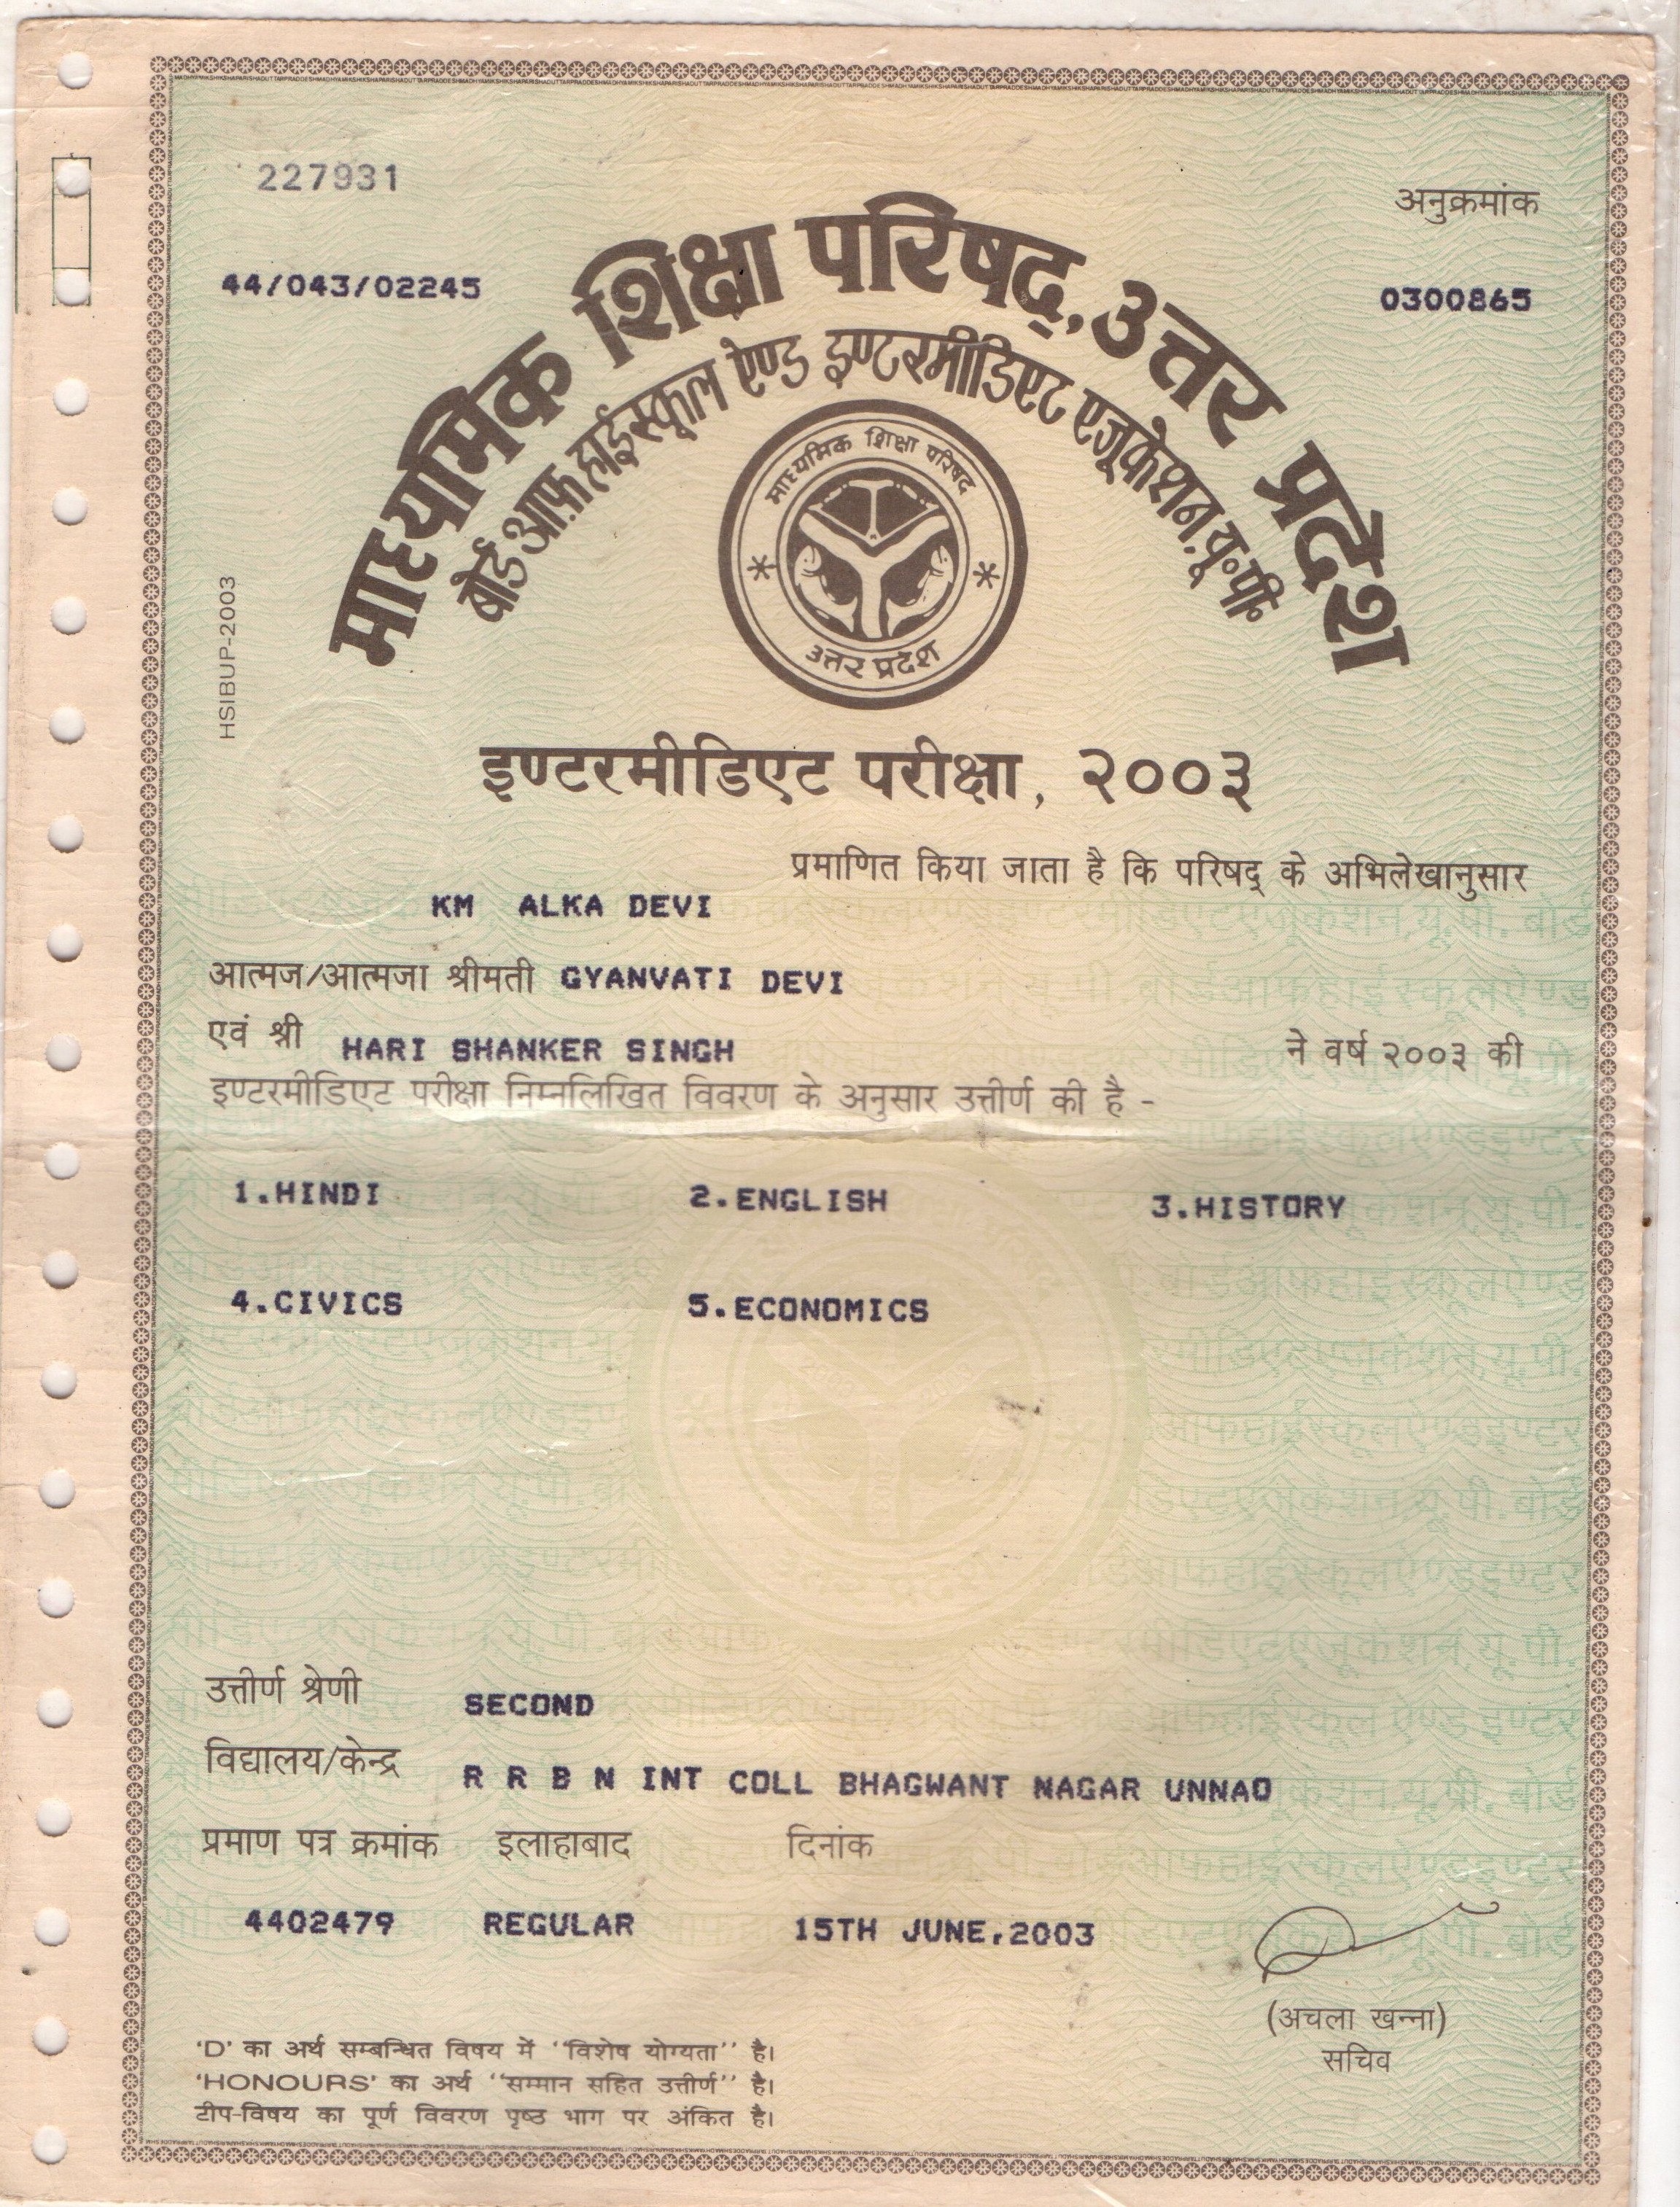 227931
अनुक्रमांक
44/043/02245
0300865
माध्यमिक शिक्षा परिषद्, उत्तर प्रदेश
बोर्ड आफ़ हाईस्कूल ऐण्ड इण्टरमीडिएट एजूकेशन, यू॰पी॰
माध्यमिक शिक्षा परिषद
उत्तर प्रदेश
HSIBUP-2003
इण्टरमीडिएट परीक्षा, २००३
प्रमाणित किया जाता है कि परिषद् के अभिलेखानुसार
KM ALKA DEVI
आत्मज/आत्मजा श्रीमती GYANVATI DEVI
एवं श्री HARI SHANKER SINGH ने वर्ष २००३ की
इण्टरमीडिएट परीक्षा निम्नलिखित विवरण के अनुसार उत्तीर्ण की है -
1.HINDI 2.ENGLISH 3.HISTORY
4.CIVICS 5.ECONOMICS
उत्तीर्ण श्रेणी SECOND
विद्यालय/केन्द्र R R B N INT COLL BHAGWANT NAGAR UNNAO
प्रमाण पत्र क्रमांक इलाहाबाद दिनांक
4402479 REGULAR 15TH JUNE,2003
(अचला खन्ना)
सचिव
'D' का अर्थ सम्बन्धित विषय में "विशेष योग्यता" है।
'HONOURS' का अर्थ "सम्मान सहित उत्तीर्ण" है।
टीप-विषय का पूर्ण विवरण पृष्ठ भाग पर अंकित है।